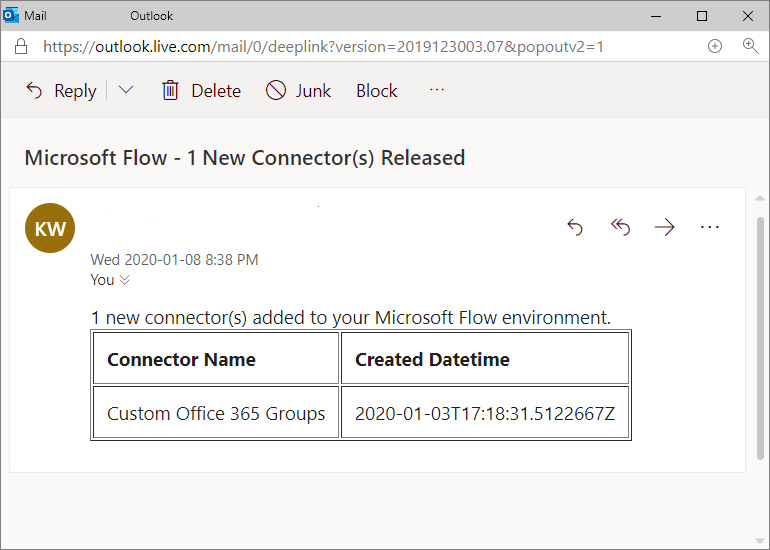 Mail Outlook
https://outlook.live.com/mail/0/deeplink?version=2019123003.07&popoutv2=1
Reply Delete Junk Block ...
Microsoft Flow - 1 New Connector(s) Released
KW
Wed 2020-01-08 8:38 PM
You
1 new connector(s) added to your Microsoft Flow environment.
Connector Name Created Datetime
Custom Office 365 Groups 2020-01-03T17:18:31.5122667Z